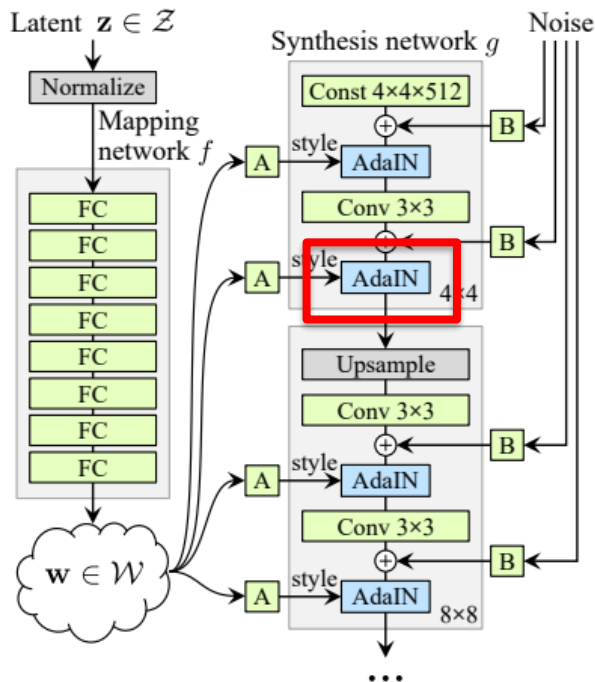 Latent z ∈ Z
Normalize
Mapping
network f
FC
FC
FC
FC
FC
FC
FC
FC
w ∈ W
Synthesis network g
Noise
Const 4×4×512
B
A
style
AdaIN
Conv 3×3
B
A
style
AdaIN
4×4
Upsample
Conv 3×3
B
A
style
AdaIN
Conv 3×3
B
A
style
AdaIN
8×8
...